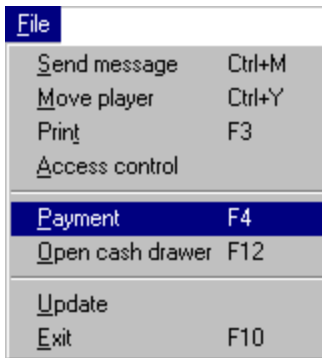 File
Send message Ctrl+M
Move player Ctrl+Y
Print F3
Access control
Payment F4
Open cash drawer F12
Update
Exit F10